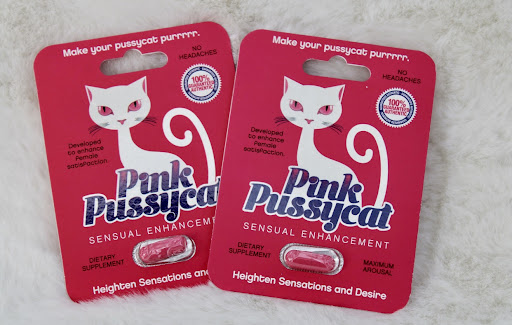 Make your pussycat purrrrr.
NO
HEADACHES
100%
GUARANTEED
AUTHENTIC
Developed
to enhance
Female
satisfaction.
Pink
Pussycat
SENSUAL ENHANCEMENT
DIETARY
SUPPLEMENT
Heighten Sensations and
Make your pussycat purrrrr.
NO
HEADACHES
100%
GUARANTEED
AUTHENTIC
Developed
to enhance
Female
satisfaction.
Pink
Pussycat
SENSUAL ENHANCEMENT
DIETARY
SUPPLEMENT
MAXIMUM
AROUSAL
Heighten Sensations and Desire